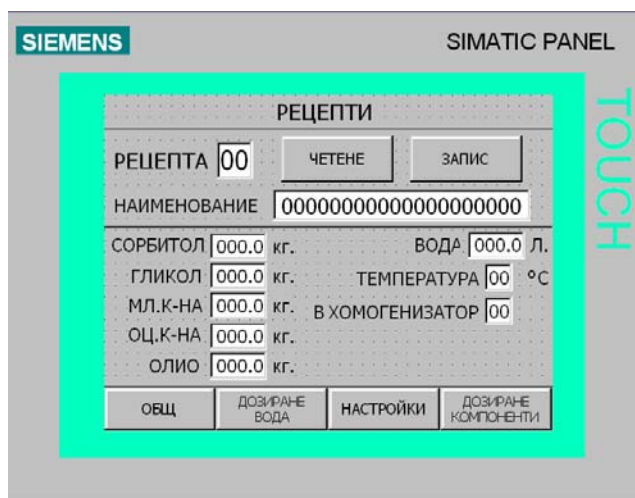 SIEMENS SIMATIC PANEL
TOUCH
РЕЦЕПТИ
РЕЦЕПТА 00 ЧЕТЕНЕ ЗАПИС
НАИМЕНОВАНИЕ 00000000000000000000
СОРБИТОЛ 000.0 кг. ВОДА 000.0 Л.
ГЛИКОЛ 000.0 кг. ТЕМПЕРАТУРА 00 °C
МЛ.К-НА 000.0 кг. В ХОМОГЕНИЗАТОР 00
ОЦ.К-НА 000.0 кг.
ОЛИО 000.0 кг.
ОБЩ ДОЗИРАНЕ ВОДА НАСТРОЙКИ ДОЗИРАНЕ КОМПОНЕНТИ